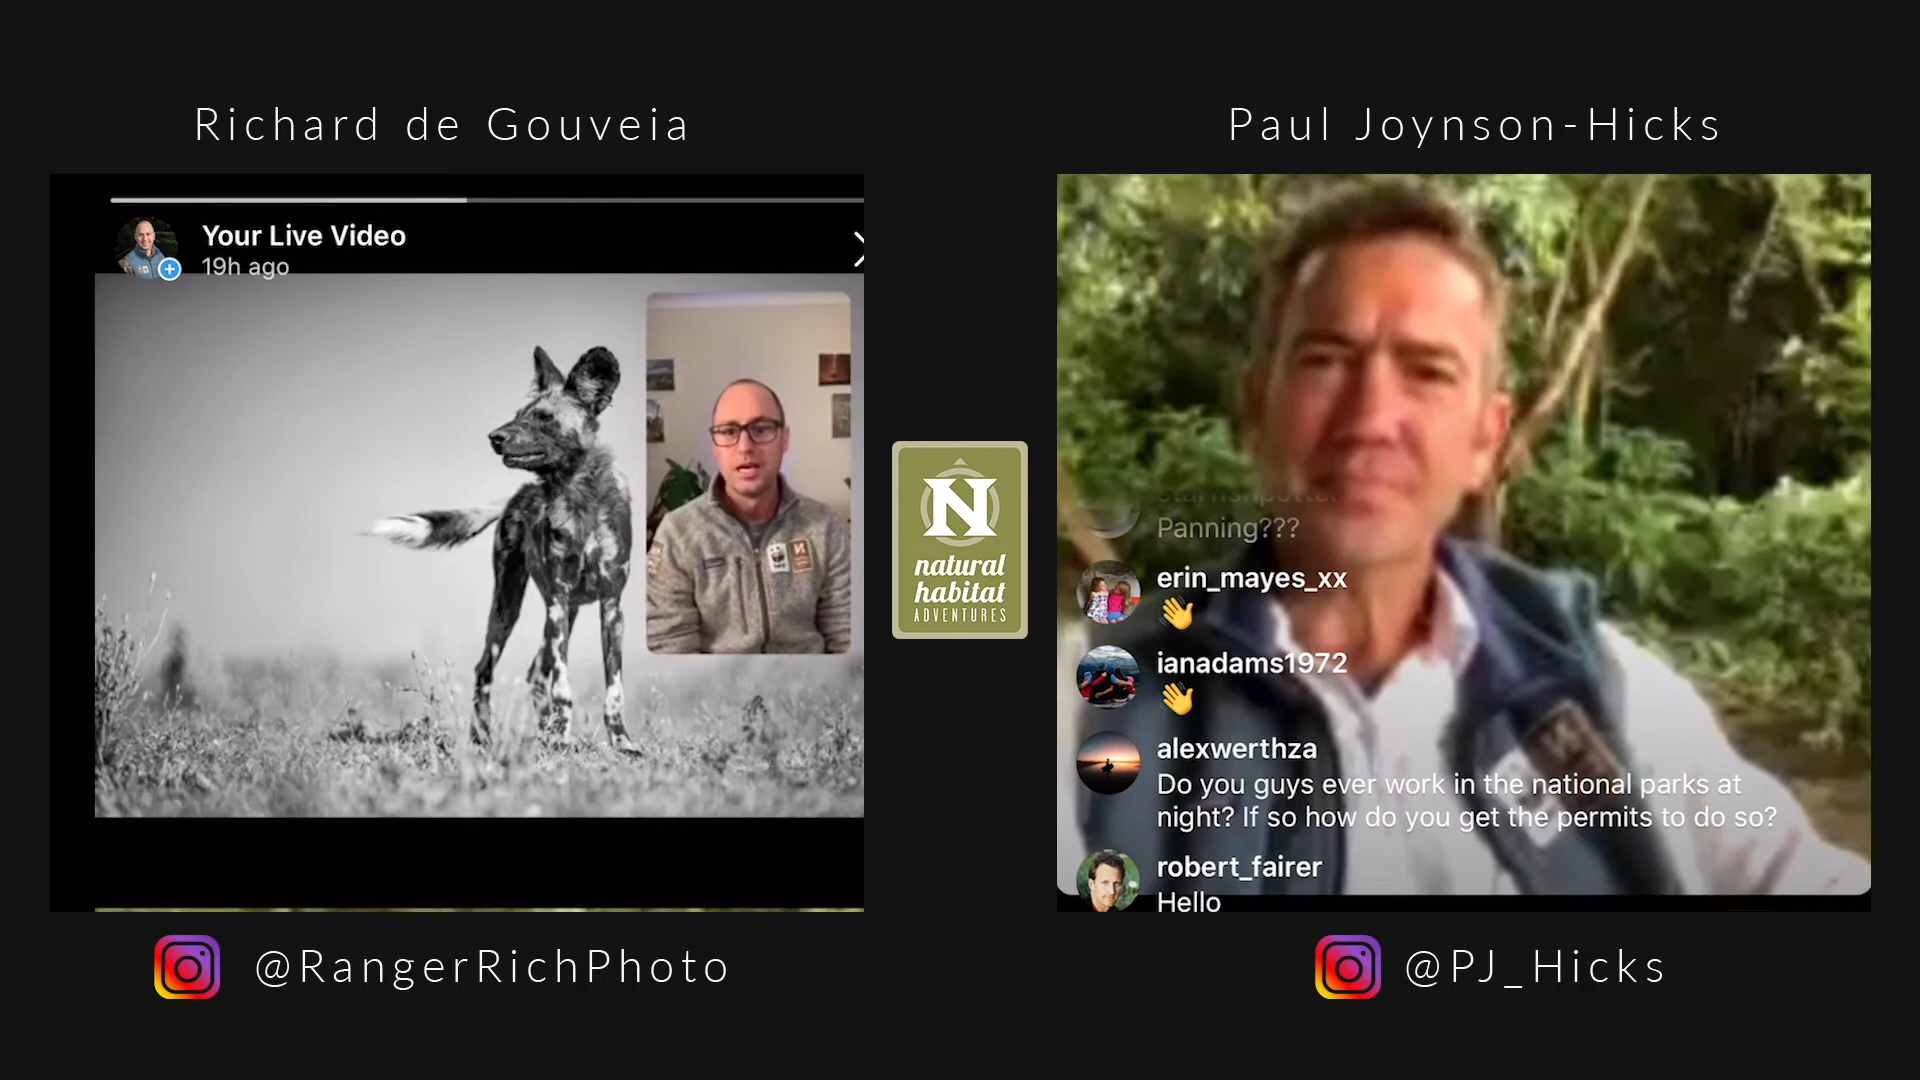 Richard de Gouveia
Paul Joynson-Hicks
Your Live Video
19h ago
N
natural
habitat
ADVENTURES
Panning???
erin_mayes_xx
👋
ianadams1972
👋
alexwerthza
Do you guys ever work in the national parks at
night? If so how do you get the permits to do so?
robert_fairer
Hello
@RangerRichPhoto
@PJ_Hicks